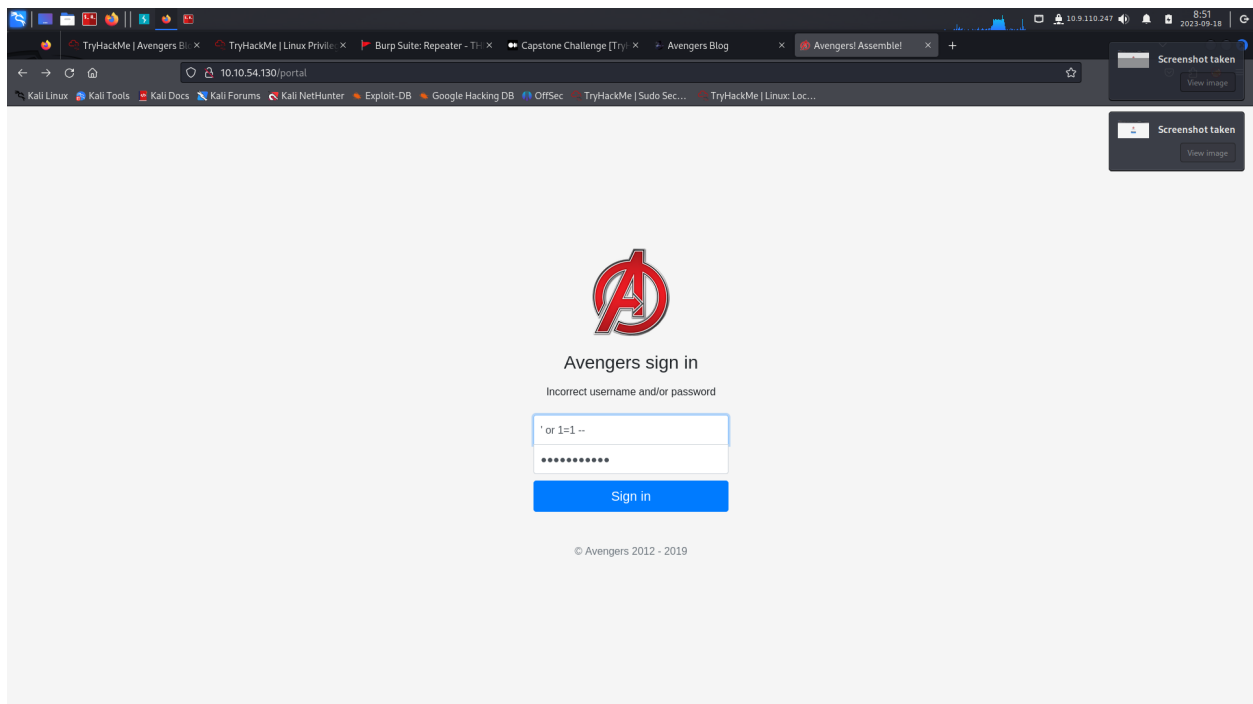 10.9.110.247
8:51
2023-09-18
TryHackMe | Avengers Blo
TryHackMe | Linux Privile
Burp Suite: Repeater - TH
Capstone Challenge [Try
Avengers Blog
Avengers! Assemble!
10.10.54.130/portal
Kali Linux
Kali Tools
Kali Docs
Kali Forums
Kali NetHunter
Exploit-DB
Google Hacking DB
OffSec
TryHackMe | Sudo Sec...
TryHackMe | Linux: Loc...
Screenshot taken
View image
Screenshot taken
View image
Avengers sign in
Incorrect username and/or password
' or 1=1 --
Sign in
© Avengers 2012 - 2019